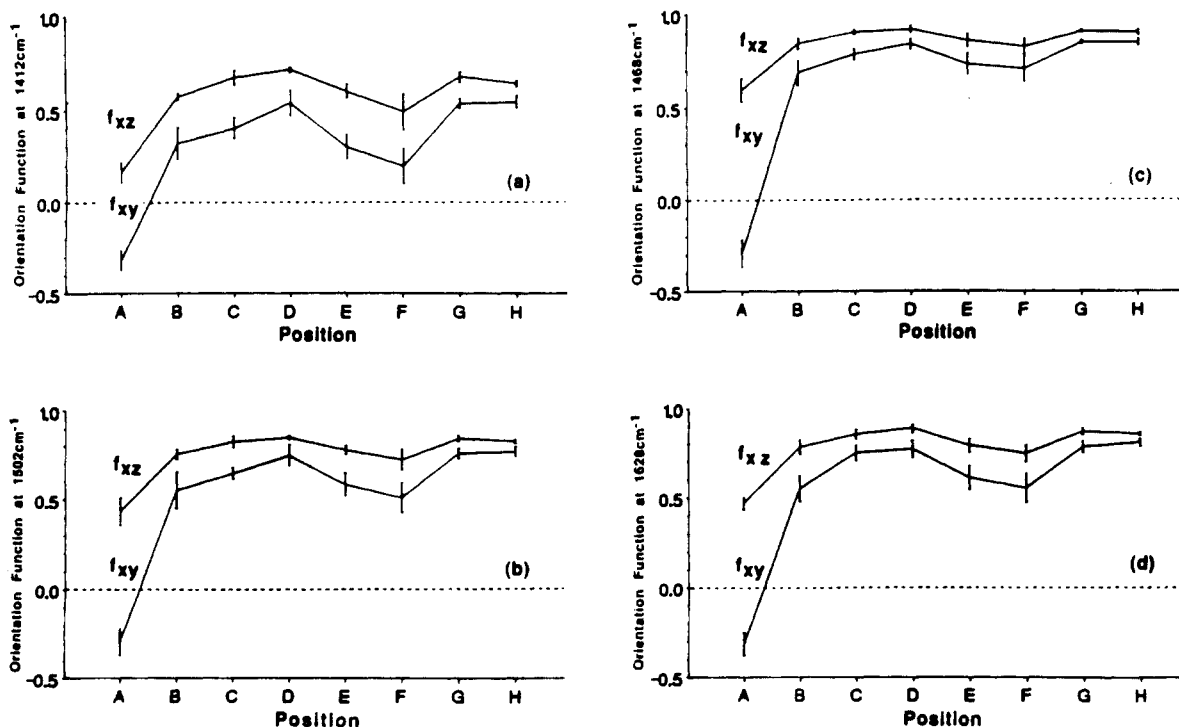 Orientation Function at 1412cm⁻¹
1.0
0.5
0.0
-0.5
fxz
fxy
(a)
A B C D E F G H
Position
Orientation Function at 1468cm⁻¹
1.0
0.5
0.0
-0.5
fxz
fxy
(c)
A B C D E F G H
Position
Orientation Function at 1502cm⁻¹
1.0
0.5
0.0
-0.5
fxz
fxy
(b)
A B C D E F G H
Position
Orientation Function at 1628cm⁻¹
1.0
0.5
0.0
-0.5
fxz
fxy
(d)
A B C D E F G H
Position